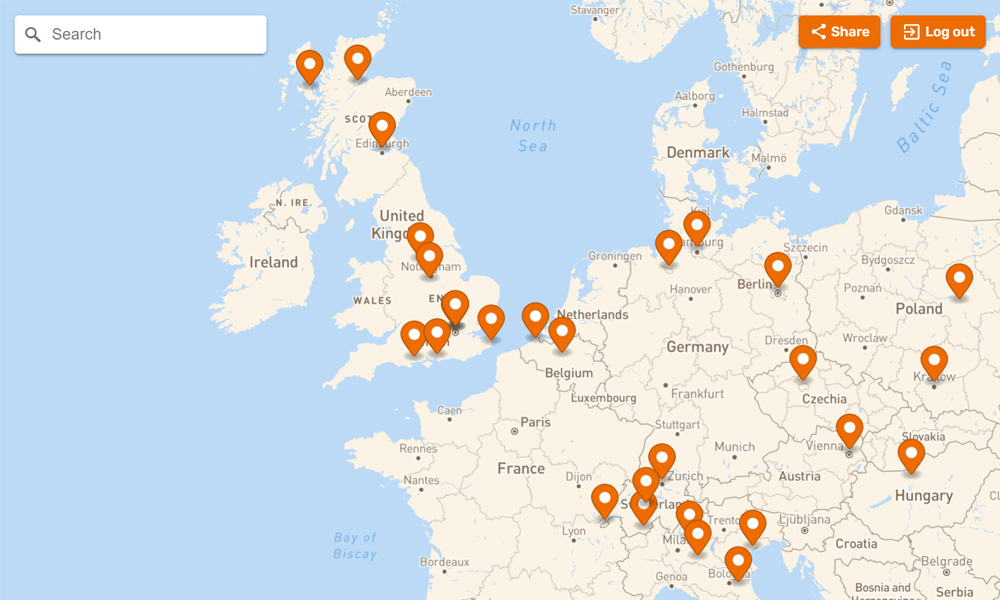 Stavanger
Search
Share
Log out
Gothenburg
Aberdeen
Aalborg
Baltic Sea
Halmstad
SCOT
North
Sea
Edinburgh
Denmark
Malmö
N. IRE.
Kiel
Gdansk
United
Kingdom
Hamburg
Szczecin
Groningen
Ireland
Nottingham
Bydgoszcz
Berlin
Hanover
Poznań
WALES
EN
Poland
Netherlands
Wroclaw
Dresden
Germany
Belgium
Krakow
Frankfurt
Luxembourg
Czechia
Caen
Paris
Stuttgart
Slovakia
Rennes
Vienna
Munich
France
Zurich
Dijon
Austria
Nantes
Hungary
Switzerland
Trento
Ljubljana
Lyon
Bay of
Biscay
Milan
Croatia
Bordeaux
Belgrade
Genoa
Bologna
Bosnia and
Herzegovina
Serbia